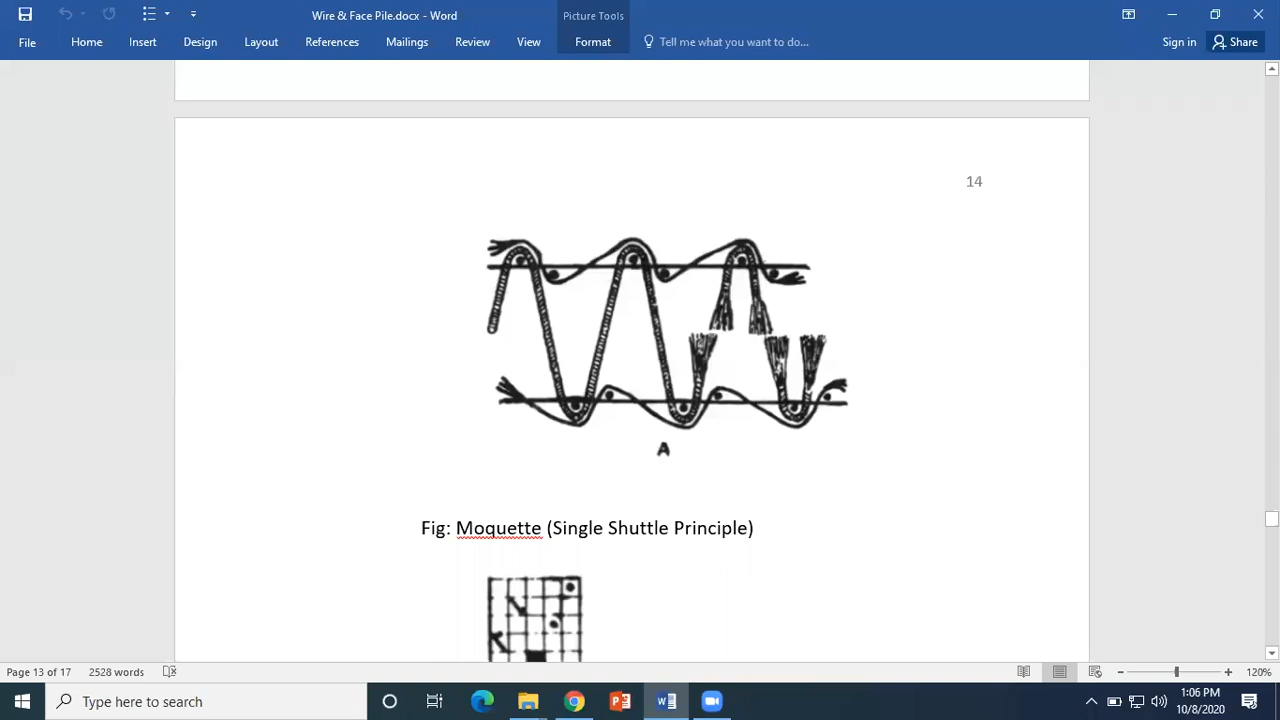 Wire & Face Pile.docx - Word
Picture Tools
File
Home
Insert
Design
Layout
References
Mailings
Review
View
Format
Tell me what you want to do...
Sign in
Share
14
A
Fig: Moquette (Single Shuttle Principle)
Page 13 of 17
2528 words
120%
Type here to search
1:06 PM
10/8/2020